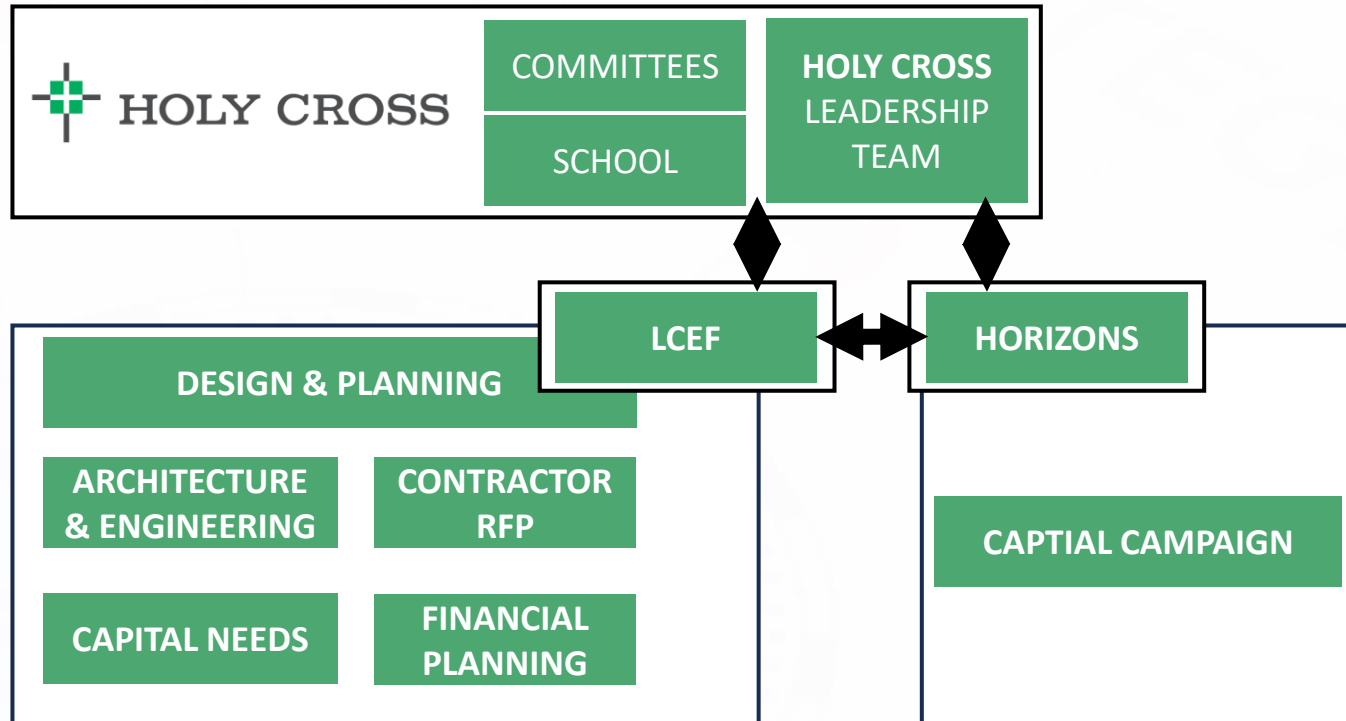 HOLY CROSS
COMMITTEES
SCHOOL
HOLY CROSS
LEADERSHIP
TEAM
LCEF
HORIZONS
DESIGN & PLANNING
ARCHITECTURE
& ENGINEERING
CONTRACTOR
RFP
CAPTIAL CAMPAIGN
CAPITAL NEEDS
FINANCIAL
PLANNING